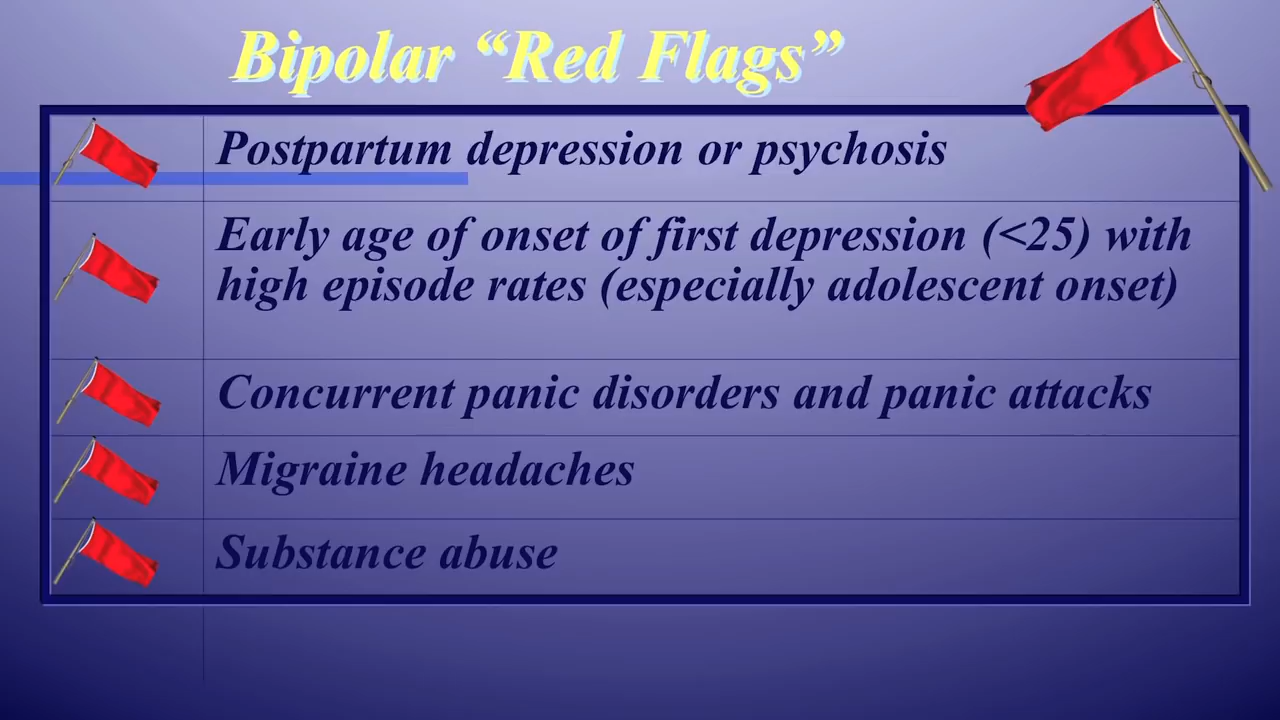 Bipolar “Red Flags”
Postpartum depression or psychosis
Early age of onset of first depression (<25) with
high episode rates (especially adolescent onset)
Concurrent panic disorders and panic attacks
Migraine headaches
Substance abuse